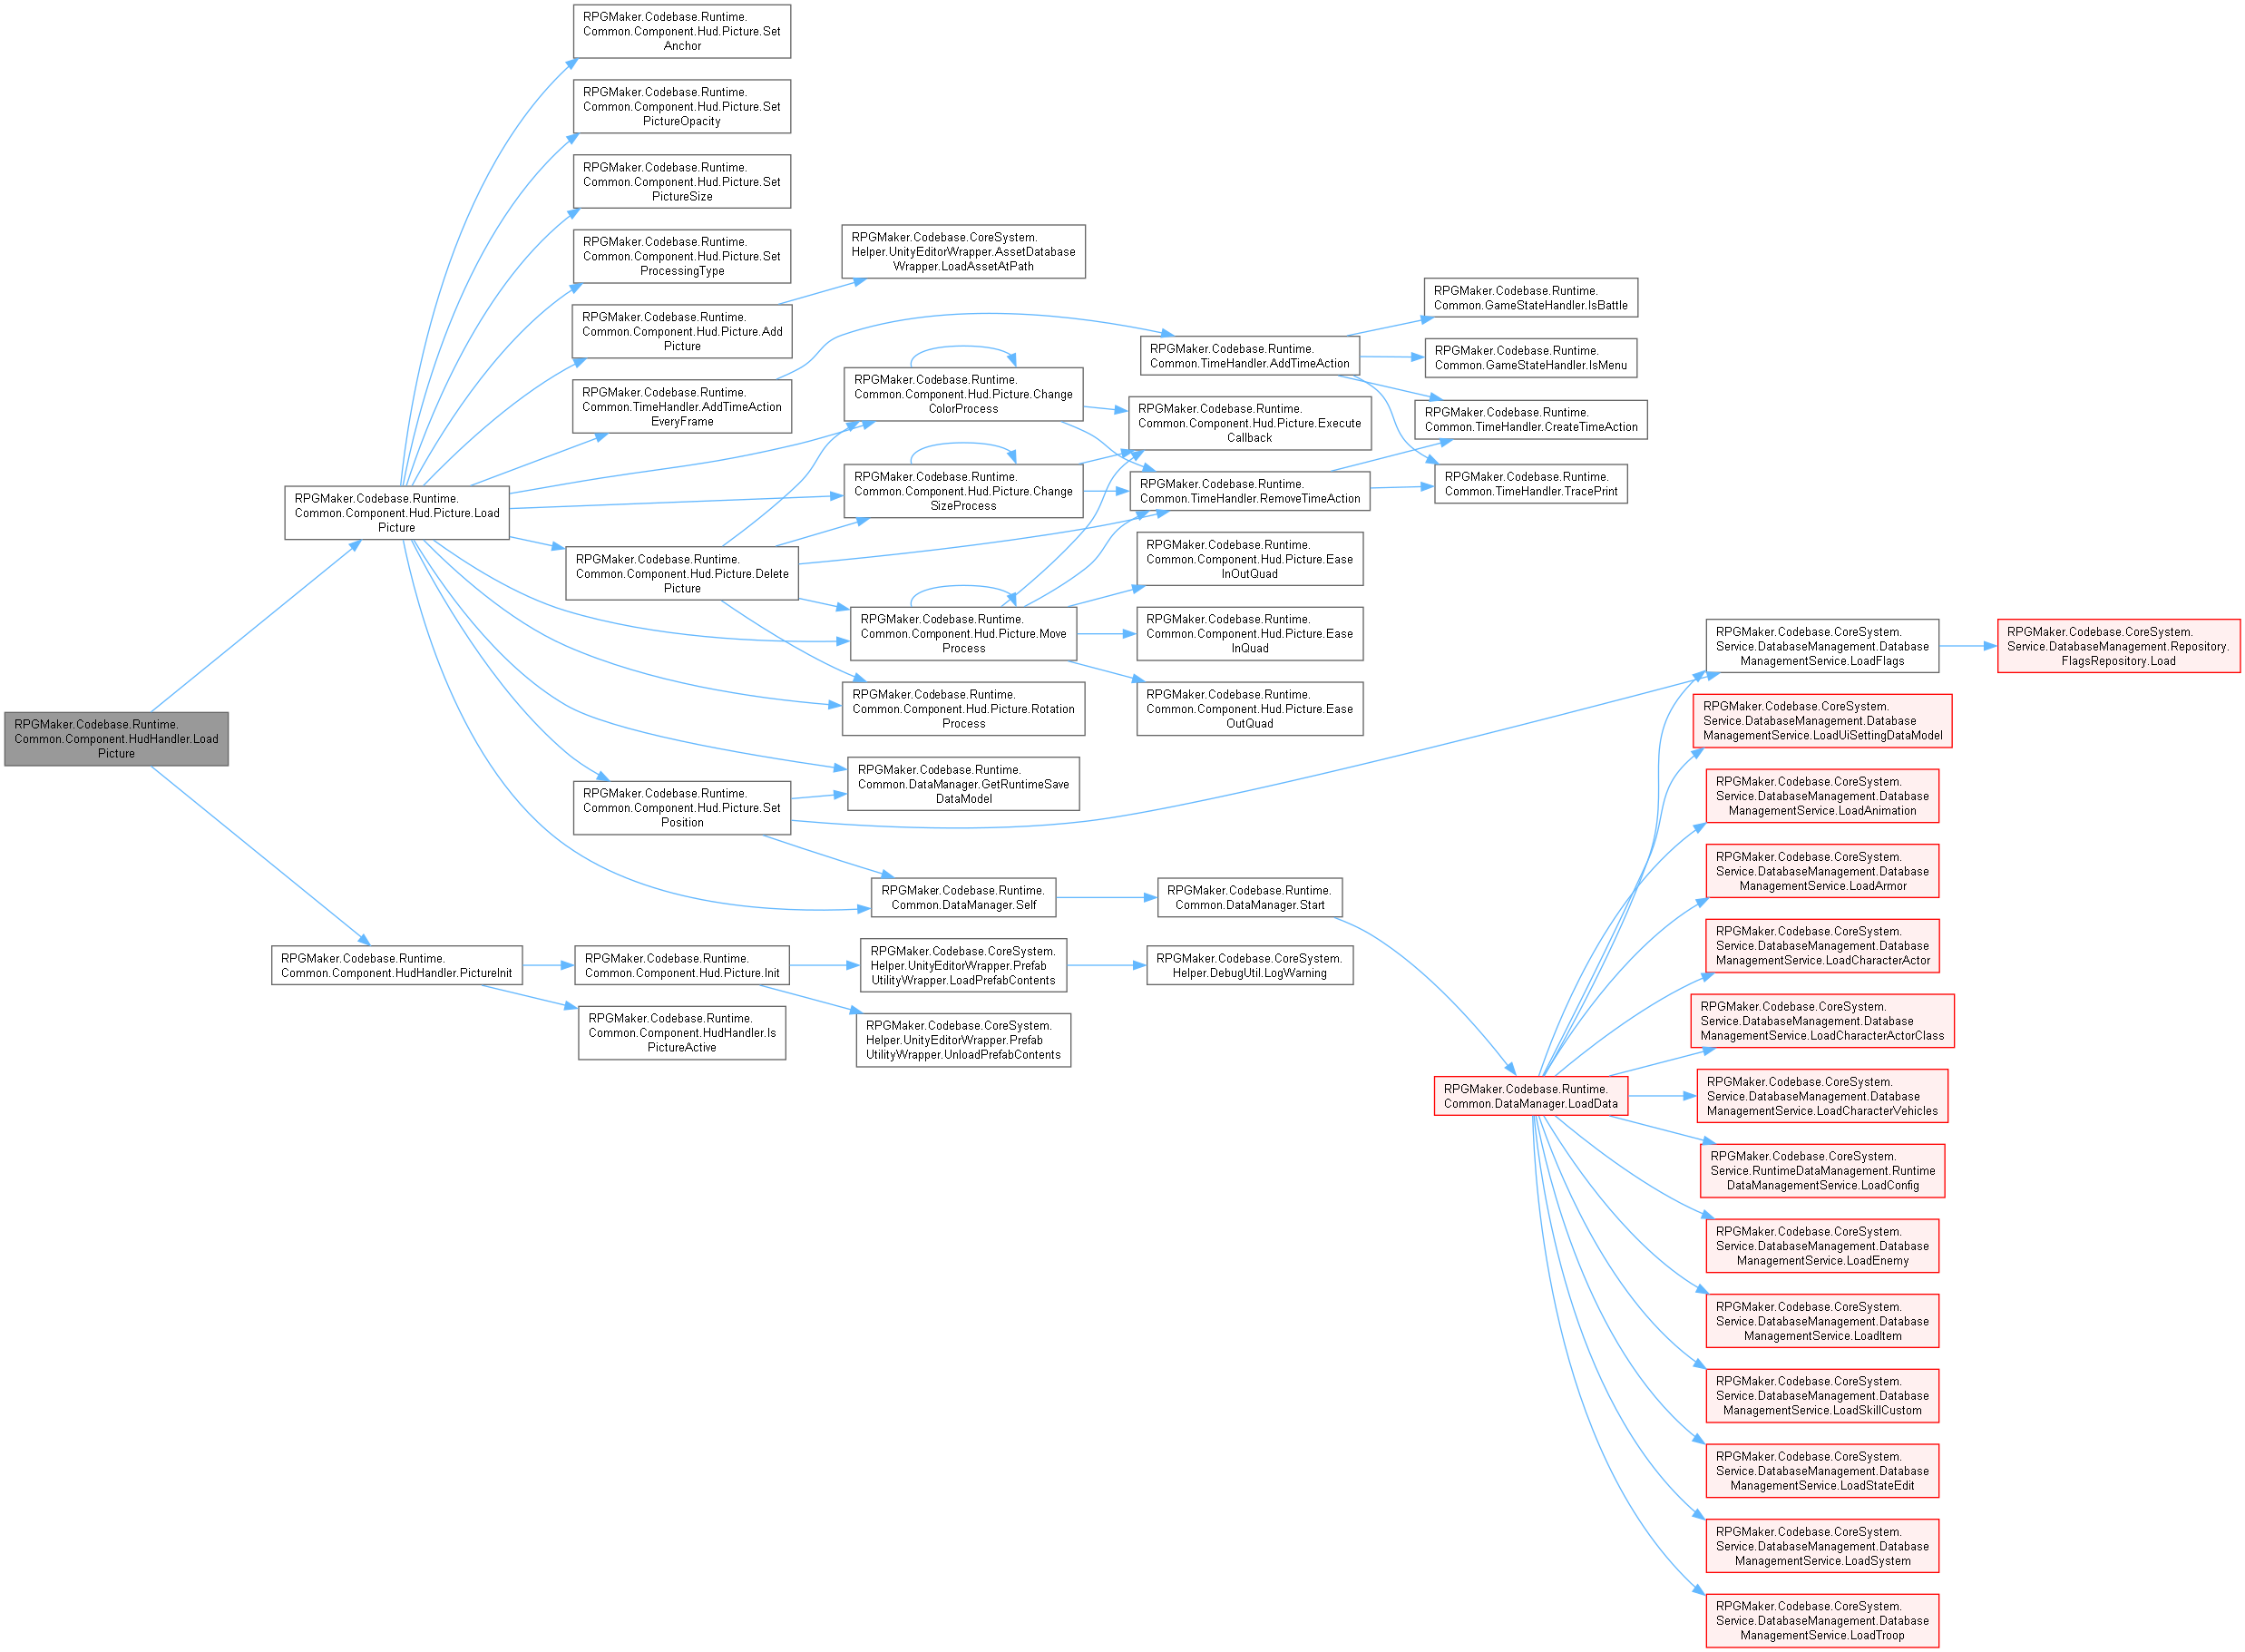 RPGMaker.Codebase.Runtime.
Common.Component.HudHandler.Load
Picture
RPGMaker.Codebase.Runtime.
Common.Component.Hud.Picture.Load
Picture
RPGMaker.Codebase.Runtime.
Common.Component.HudHandler.PictureInit
RPGMaker.Codebase.Runtime.
Common.Component.Hud.Picture.Set
Anchor
RPGMaker.Codebase.Runtime.
Common.Component.Hud.Picture.Set
PictureOpacity
RPGMaker.Codebase.Runtime.
Common.Component.Hud.Picture.Set
PictureSize
RPGMaker.Codebase.Runtime.
Common.Component.Hud.Picture.Set
ProcessingType
RPGMaker.Codebase.Runtime.
Common.Component.Hud.Picture.Add
Picture
RPGMaker.Codebase.Runtime.
Common.TimeHandler.AddTimeAction
EveryFrame
RPGMaker.Codebase.Runtime.
Common.Component.Hud.Picture.Delete
Picture
RPGMaker.Codebase.Runtime.
Common.Component.Hud.Picture.Set
Position
RPGMaker.Codebase.Runtime.
Common.Component.Hud.Picture.Init
RPGMaker.Codebase.Runtime.
Common.Component.HudHandler.Is
PictureActive
RPGMaker.Codebase.CoreSystem.
Helper.UnityEditorWrapper.AssetDatabase
Wrapper.LoadAssetAtPath
RPGMaker.Codebase.Runtime.
Common.Component.Hud.Picture.Change
ColorProcess
RPGMaker.Codebase.Runtime.
Common.Component.Hud.Picture.Change
SizeProcess
RPGMaker.Codebase.Runtime.
Common.Component.Hud.Picture.Move
Process
RPGMaker.Codebase.Runtime.
Common.Component.Hud.Picture.Rotation
Process
RPGMaker.Codebase.Runtime.
Common.DataManager.GetRuntimeSave
DataModel
RPGMaker.Codebase.Runtime.
Common.DataManager.Self
RPGMaker.Codebase.CoreSystem.
Helper.UnityEditorWrapper.Prefab
UtilityWrapper.LoadPrefabContents
RPGMaker.Codebase.CoreSystem.
Helper.UnityEditorWrapper.Prefab
UtilityWrapper.UnloadPrefabContents
RPGMaker.Codebase.Runtime.
Common.TimeHandler.AddTimeAction
RPGMaker.Codebase.Runtime.
Common.Component.Hud.Picture.Execute
Callback
RPGMaker.Codebase.Runtime.
Common.TimeHandler.RemoveTimeAction
RPGMaker.Codebase.Runtime.
Common.Component.Hud.Picture.Ease
InOutQuad
RPGMaker.Codebase.Runtime.
Common.Component.Hud.Picture.Ease
InQuad
RPGMaker.Codebase.Runtime.
Common.Component.Hud.Picture.Ease
OutQuad
RPGMaker.Codebase.Runtime.
Common.DataManager.Start
RPGMaker.Codebase.CoreSystem.
Helper.DebugUtil.LogWarning
RPGMaker.Codebase.Runtime.
Common.GameStateHandler.IsBattle
RPGMaker.Codebase.Runtime.
Common.GameStateHandler.IsMenu
RPGMaker.Codebase.Runtime.
Common.TimeHandler.CreateTimeAction
RPGMaker.Codebase.Runtime.
Common.TimeHandler.TracePrint
RPGMaker.Codebase.Runtime.
Common.DataManager.LoadData
RPGMaker.Codebase.CoreSystem.
Service.DatabaseManagement.Database
ManagementService.LoadFlags
RPGMaker.Codebase.CoreSystem.
Service.DatabaseManagement.Database
ManagementService.LoadUiSettingDataModel
RPGMaker.Codebase.CoreSystem.
Service.DatabaseManagement.Database
ManagementService.LoadAnimation
RPGMaker.Codebase.CoreSystem.
Service.DatabaseManagement.Database
ManagementService.LoadArmor
RPGMaker.Codebase.CoreSystem.
Service.DatabaseManagement.Database
ManagementService.LoadCharacterActor
RPGMaker.Codebase.CoreSystem.
Service.DatabaseManagement.Database
ManagementService.LoadCharacterActorClass
RPGMaker.Codebase.CoreSystem.
Service.DatabaseManagement.Database
ManagementService.LoadCharacterVehicles
RPGMaker.Codebase.CoreSystem.
Service.RuntimeDataManagement.Runtime
DataManagementService.LoadConfig
RPGMaker.Codebase.CoreSystem.
Service.DatabaseManagement.Database
ManagementService.LoadEnemy
RPGMaker.Codebase.CoreSystem.
Service.DatabaseManagement.Database
ManagementService.LoadItem
RPGMaker.Codebase.CoreSystem.
Service.DatabaseManagement.Database
ManagementService.LoadSkillCustom
RPGMaker.Codebase.CoreSystem.
Service.DatabaseManagement.Database
ManagementService.LoadStateEdit
RPGMaker.Codebase.CoreSystem.
Service.DatabaseManagement.Database
ManagementService.LoadSystem
RPGMaker.Codebase.CoreSystem.
Service.DatabaseManagement.Database
ManagementService.LoadTroop
RPGMaker.Codebase.CoreSystem.
Service.DatabaseManagement.Repository.
FlagsRepository.Load